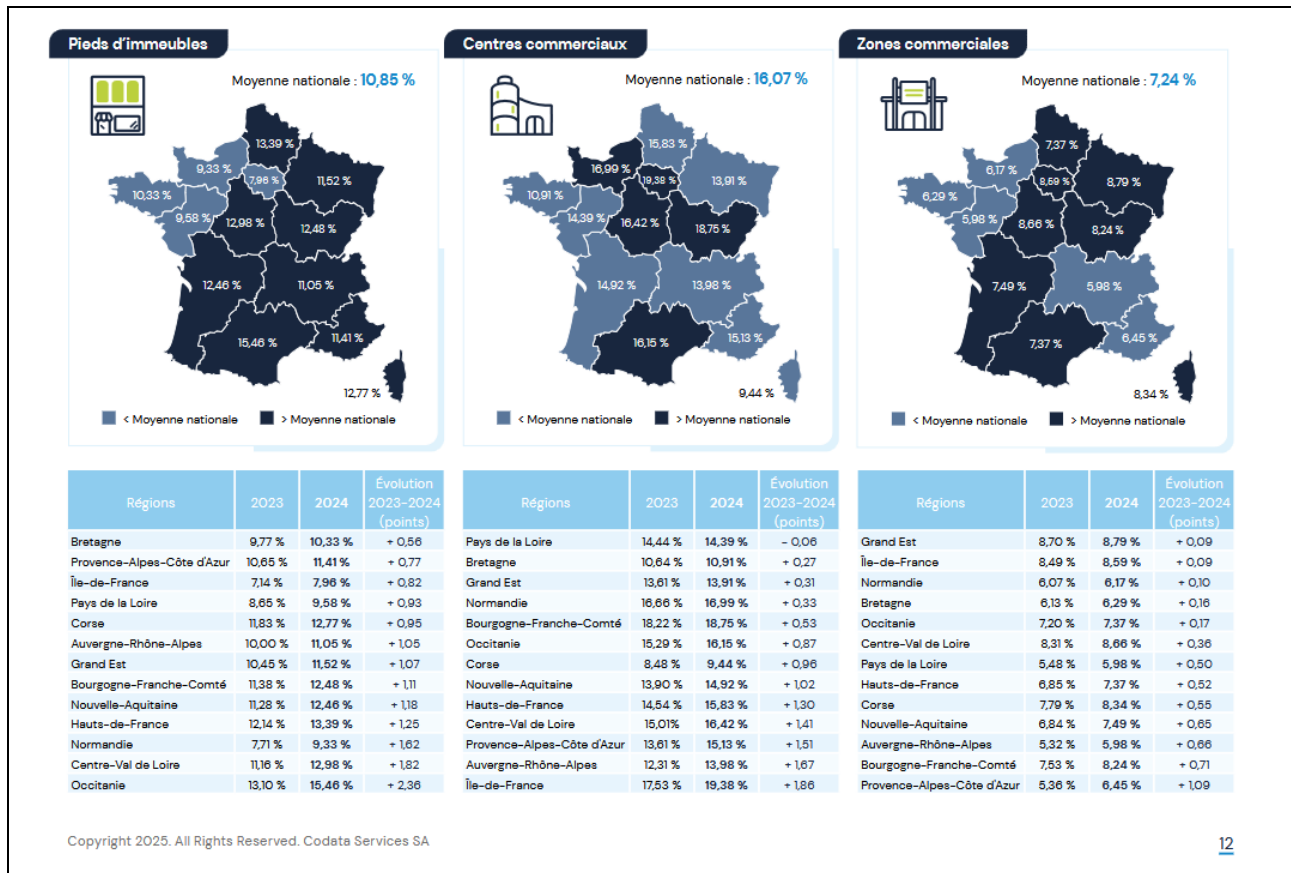 Pieds d'immeubles
Moyenne nationale : 10,85 %
13,39 %
9,33 %
7,96 %
11,52 %
10,33 %
9,58 %
12,98 %
12,48 %
12,46 %
11,05 %
15,46 %
11,41 %
12,77 %
< Moyenne nationale > Moyenne nationale
Centres commerciaux
Moyenne nationale : 16,07 %
15,83 %
16,99 %
19,38 %
13,91 %
10,91 %
14,39 %
16,42 %
18,75 %
14,92 %
13,98 %
16,15 %
15,13 %
9,44 %
< Moyenne nationale > Moyenne nationale
Zones commerciales
Moyenne nationale : 7,24 %
7,37 %
6,17 %
8,59 %
8,79 %
6,29 %
5,98 %
8,66 %
8,24 %
7,49 %
5,98 %
7,37 %
6,45 %
8,34 %
< Moyenne nationale > Moyenne nationale
Régions 2023 2024 Évolution 2023-2024 (points)
Bretagne 9,77 % 10,33 % + 0,56
Provence-Alpes-Côte d'Azur 10,65 % 11,41 % + 0,77
Île-de-France 7,14 % 7,96 % + 0,82
Pays de la Loire 8,65 % 9,58 % + 0,93
Corse 11,83 % 12,77 % + 0,95
Auvergne-Rhône-Alpes 10,00 % 11,05 % + 1,05
Grand Est 10,45 % 11,52 % + 1,07
Bourgogne-Franche-Comté 11,38 % 12,48 % + 1,11
Nouvelle-Aquitaine 11,28 % 12,46 % + 1,18
Hauts-de-France 12,14 % 13,39 % + 1,25
Normandie 7,71 % 9,33 % + 1,62
Centre-Val de Loire 11,16 % 12,98 % + 1,82
Occitanie 13,10 % 15,46 % + 2,36
Régions 2023 2024 Évolution 2023-2024 (points)
Pays de la Loire 14,44 % 14,39 % - 0,06
Bretagne 10,64 % 10,91 % + 0,27
Grand Est 13,61 % 13,91 % + 0,31
Normandie 16,66 % 16,99 % + 0,33
Bourgogne-Franche-Comté 18,22 % 18,75 % + 0,53
Occitanie 15,29 % 16,15 % + 0,87
Corse 8,48 % 9,44 % + 0,96
Nouvelle-Aquitaine 13,90 % 14,92 % + 1,02
Hauts-de-France 14,54 % 15,83 % + 1,30
Centre-Val de Loire 15,01% 16,42 % + 1,41
Provence-Alpes-Côte d'Azur 13,61 % 15,13 % + 1,51
Auvergne-Rhône-Alpes 12,31 % 13,98 % + 1,67
Île-de-France 17,53 % 19,38 % + 1,86
Régions 2023 2024 Évolution 2023-2024 (points)
Grand Est 8,70 % 8,79 % + 0,09
Île-de-France 8,49 % 8,59 % + 0,09
Normandie 6,07 % 6,17 % + 0,10
Bretagne 6,13 % 6,29 % + 0,16
Occitanie 7,20 % 7,37 % + 0,17
Centre-Val de Loire 8,31 % 8,66 % + 0,36
Pays de la Loire 5,48 % 5,98 % + 0,50
Hauts-de-France 6,85 % 7,37 % + 0,52
Corse 7,79 % 8,34 % + 0,55
Nouvelle-Aquitaine 6,84 % 7,49 % + 0,65
Auvergne-Rhône-Alpes 5,32 % 5,98 % + 0,66
Bourgogne-Franche-Comté 7,53 % 8,24 % + 0,71
Provence-Alpes-Côte d'Azur 5,36 % 6,45 % + 1,09
Copyright 2025. All Rights Reserved. Codata Services SA
12